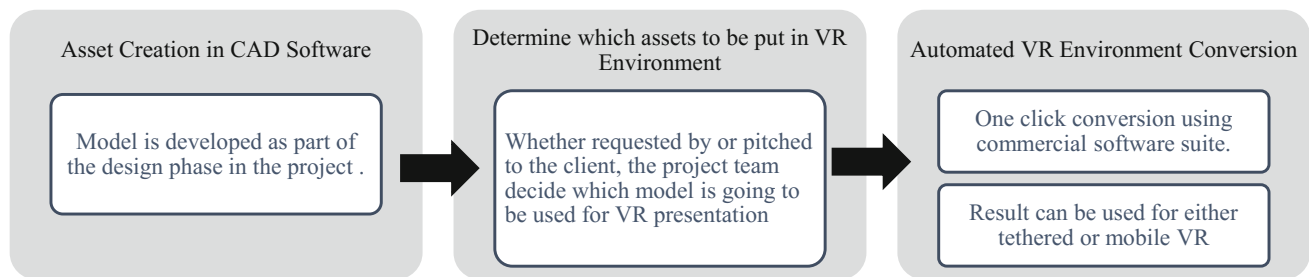 Asset Creation in CAD Software
Model is developed as part of
the design phase in the project .
Determine which assets to be put in VR
Environment
Whether requested by or pitched
to the client, the project team
decide which model is going to
be used for VR presentation
Automated VR Environment Conversion
One click conversion using
commercial software suite.
Result can be used for either
tethered or mobile VR